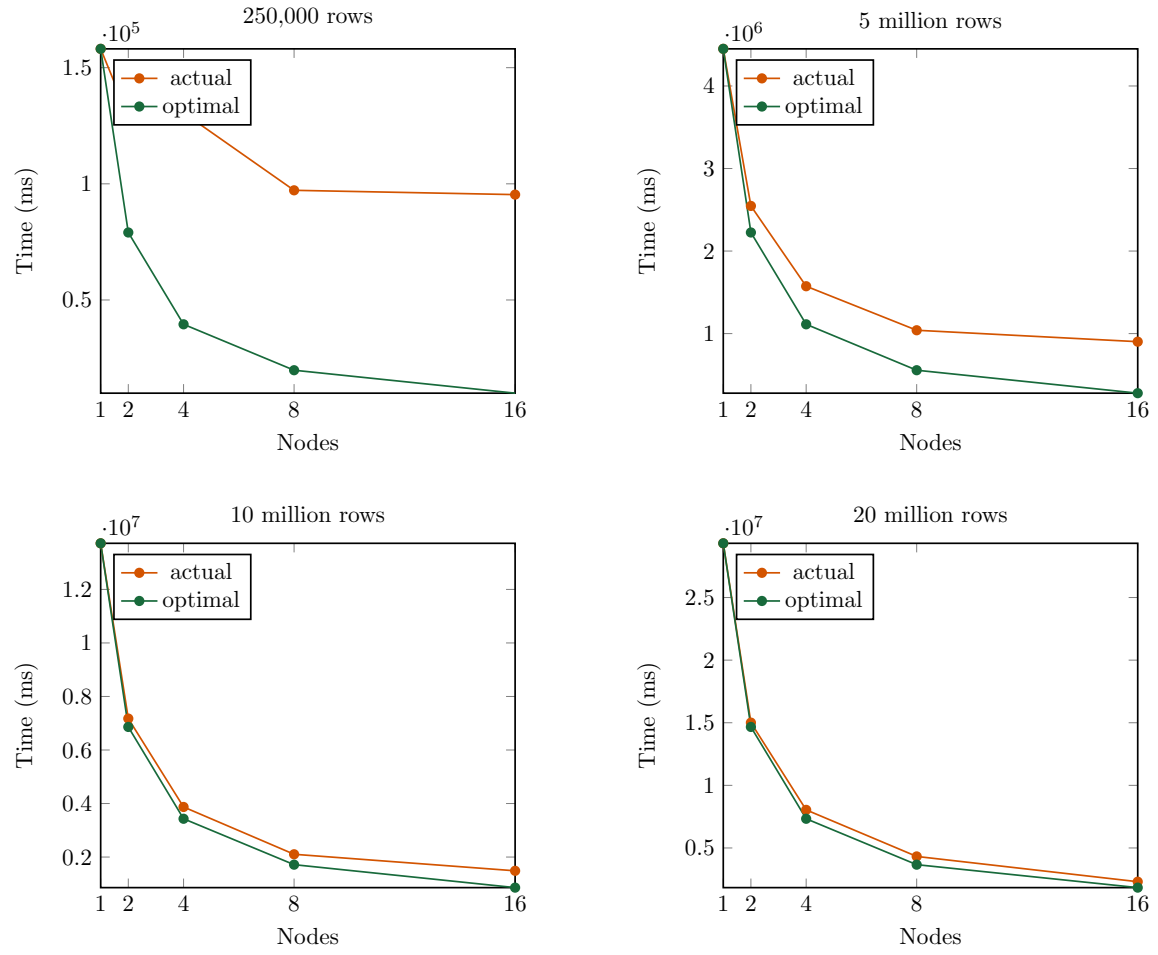 250,000 rows
·10^5
actual
optimal
1.5
1
0.5
Time (ms)
1 2 4 8 16
Nodes
5 million rows
·10^6
actual
optimal
4
3
2
1
Time (ms)
1 2 4 8 16
Nodes
10 million rows
·10^7
actual
optimal
1.2
1
0.8
0.6
0.4
0.2
Time (ms)
1 2 4 8 16
Nodes
20 million rows
·10^7
actual
optimal
2.5
2
1.5
1
0.5
Time (ms)
1 2 4 8 16
Nodes